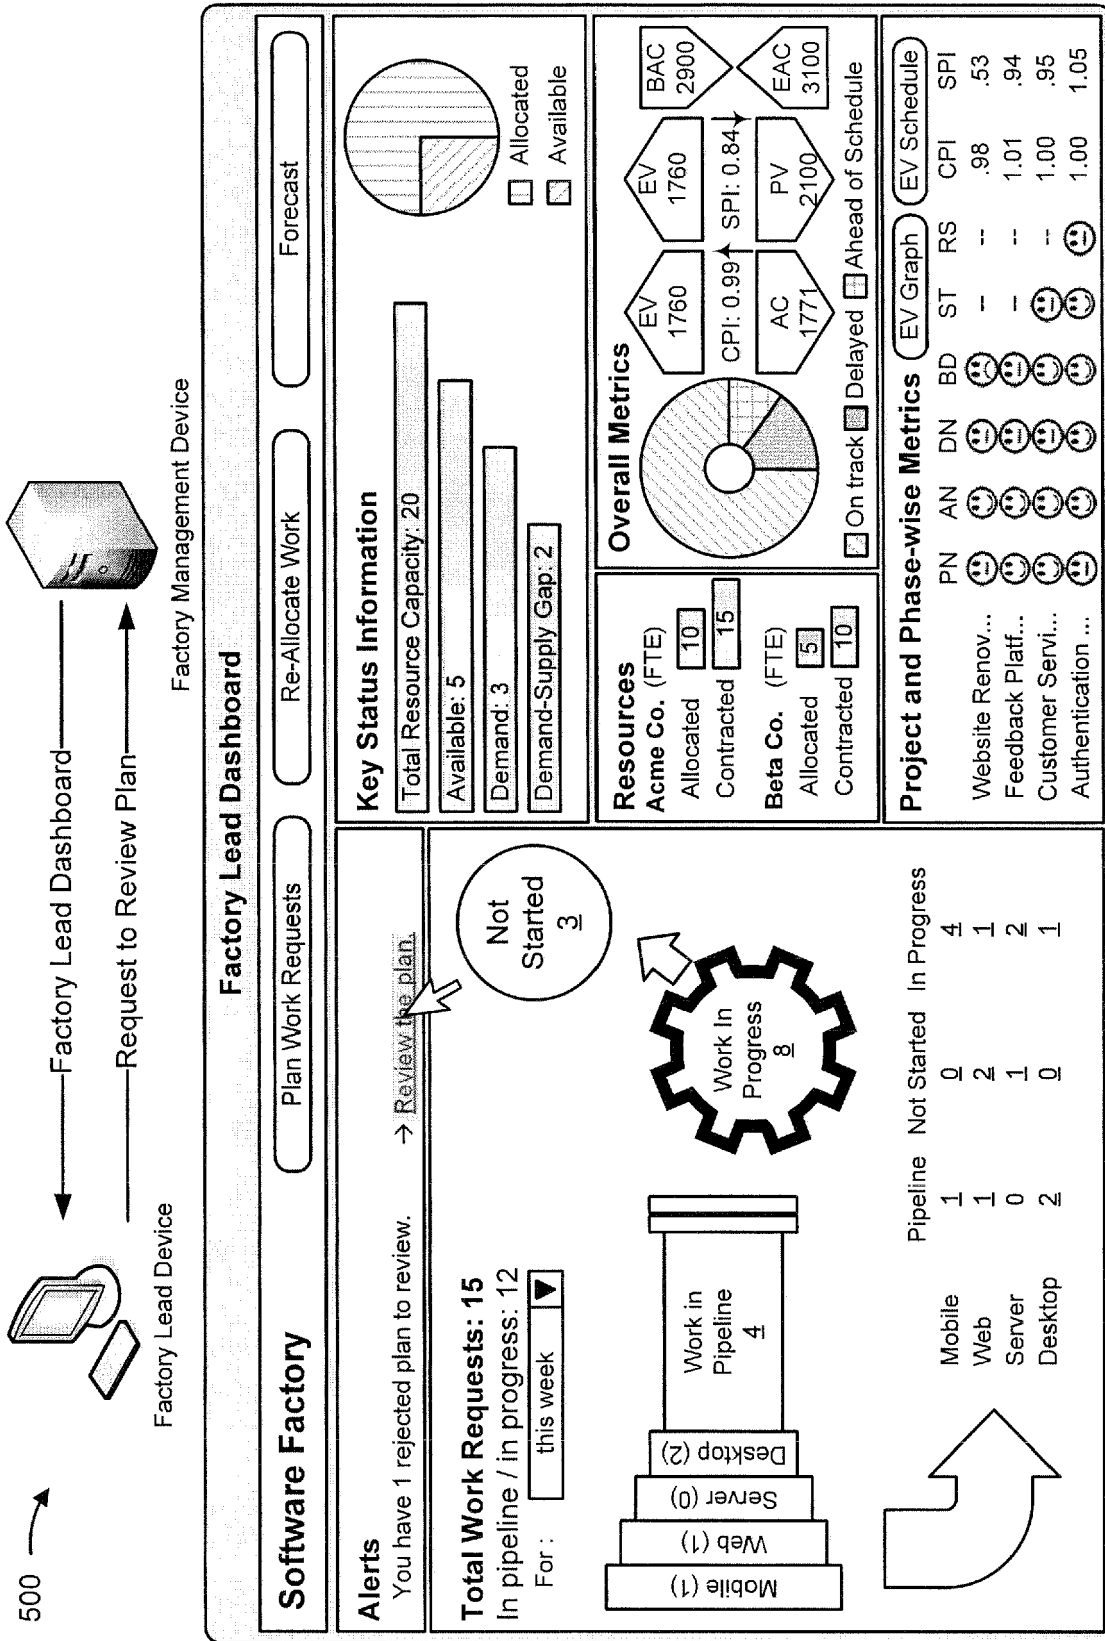 500
Factory Lead Dashboard
Request to Review Plan
Factory Lead Device
Factory Management Device
Factory Lead Dashboard
Software Factory
Plan Work Requests
Re-Allocate Work
Forecast
Alerts
You have 1 rejected plan to review.
→ Review the plan.
Total Work Requests: 15
In pipeline / in progress: 12
For : this week
Not
Started
3
Work in
Pipeline
4
Mobile (1)
Web (1)
Server (0)
Desktop (2)
Work In
Progress
8
Pipeline Not Started In Progress
Mobile 1 0 4
Web 1 2 1
Server 0 1 2
Desktop 2 0 1
Key Status Information
Total Resource Capacity: 20
Available: 5
Demand: 3
Demand-Supply Gap: 2
Allocated
Available
Resources
Acme Co. (FTE)
Allocated 10
Contracted 15
Beta Co. (FTE)
Allocated 5
Contracted 10
Overall Metrics
EV
1760
EV
1760
BAC
2900
CPI: 0.99
SPI: 0.84
AC
1771
PV
2100
EAC
3100
On track Delayed Ahead of Schedule
Project and Phase-wise Metrics
EV Graph
EV Schedule
PN AN DN BD ST RS CPI SPI
Website Renov... -- -- .98 .53
Feedback Platf... -- -- 1.01 .94
Customer Servi... -- 1.00 .95
Authentication ... 1.00 1.05